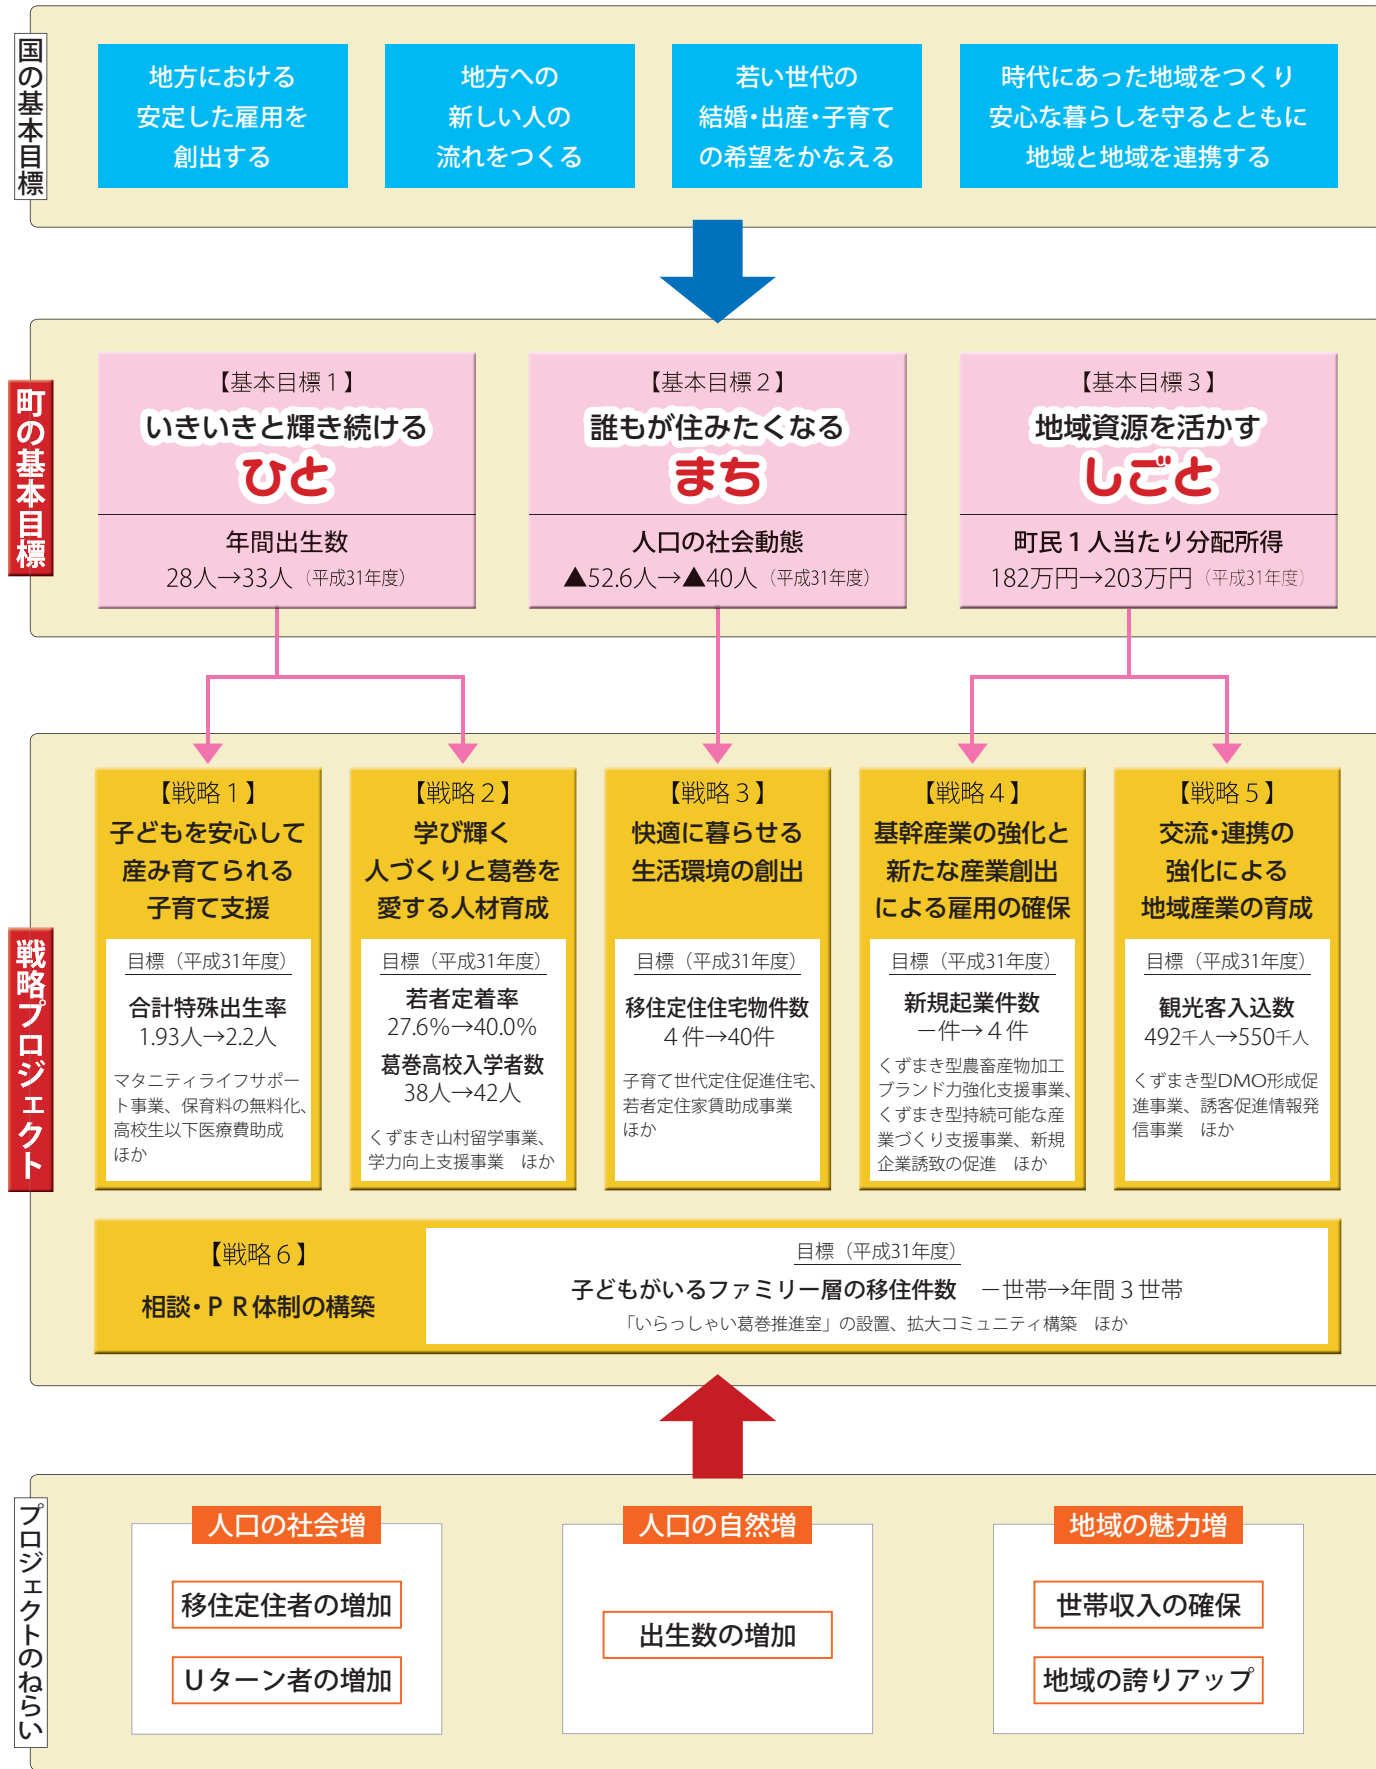 国の基本目標
地方における
安定した雇用を
創出する
地方への
新しい人の
流れをつくる
若い世代の
結婚・出産・子育て
の希望をかなえる
時代にあった地域をつくり
安心な暮らしを守るとともに
地域と地域を連携する
町の基本目標
【基本目標１】
いきいきと輝き続ける
ひと
年間出生数
28人→33人（平成31年度）
【基本目標２】
誰もが住みたくなる
まち
人口の社会動態
▲52.6人→▲40人（平成31年度）
【基本目標３】
地域資源を活かす
しごと
町民１人当たり分配所得
182万円→203万円（平成31年度）
戦略プロジェクト
【戦略１】
子どもを安心して
産み育てられる
子育て支援
目標（平成31年度）
合計特殊出生率
1.93人→2.2人
マタニティライフサポー
ト事業、保育料の無料化、
高校生以下医療費助成
ほか
【戦略２】
学び輝く
人づくりと葛巻を
愛する人材育成
目標（平成31年度）
若者定着率
27.6%→40.0%
葛巻高校入学者数
38人→42人
くずまき山村留学事業、
学力向上支援事業　ほか
【戦略３】
快適に暮らせる
生活環境の創出
目標（平成31年度）
移住定住住宅物件数
４件→40件
子育て世代定住促進住宅、
若者定住家賃助成事業
ほか
【戦略４】
基幹産業の強化と
新たな産業創出
による雇用の確保
目標（平成31年度）
新規起業件数
－件→４件
くずまき型農畜産物加工
ブランド力強化支援事業、
くずまき型持続可能な産
業づくり支援事業、新規
企業誘致の促進　ほか
【戦略５】
交流・連携の
強化による
地域産業の育成
目標（平成31年度）
観光客入込数
492千人→550千人
くずまき型DMO形成促
進事業、誘客促進情報発
信事業　ほか
【戦略６】
相談・ＰＲ体制の構築
目標（平成31年度）
子どもがいるファミリー層の移住件数　－世帯→年間３世帯
「いらっしゃい葛巻推進室」の設置、拡大コミュニティ構築　ほか
プロジェクトのねらい
人口の社会増
移住定住者の増加
Ｕターン者の増加
人口の自然増
出生数の増加
地域の魅力増
世帯収入の確保
地域の誇りアップ